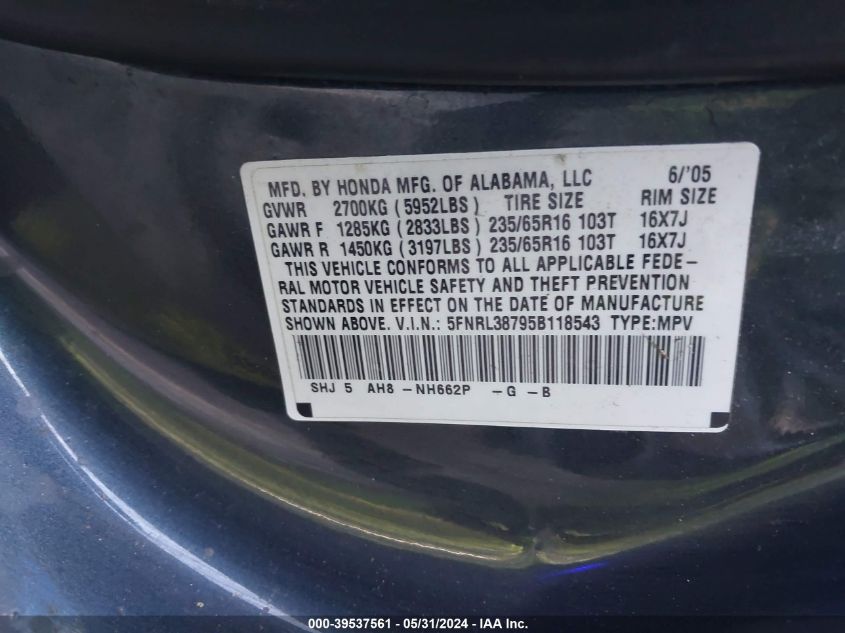 MFD. BY HONDA MFG. OF ALABAMA, LLC 6/'05
GVWR 2700KG (5952LBS) TIRE SIZE RIM SIZE
GAWR F 1285KG (2833LBS) 235/65R16 103T 16X7J
GAWR R 1450KG (3197LBS) 235/65R16 103T 16X7J
THIS VEHICLE CONFORMS TO ALL APPLICABLE FEDE-
RAL MOTOR VEHICLE SAFETY AND THEFT PREVENTION
STANDARDS IN EFFECT ON THE DATE OF MANUFACTURE
SHOWN ABOVE. V.I.N.: 5FNRL38795B118543 TYPE:MPV
SHJ 5 AH8 -NH662P -G -B
000-39537561 - 05/31/2024 - IAA Inc.